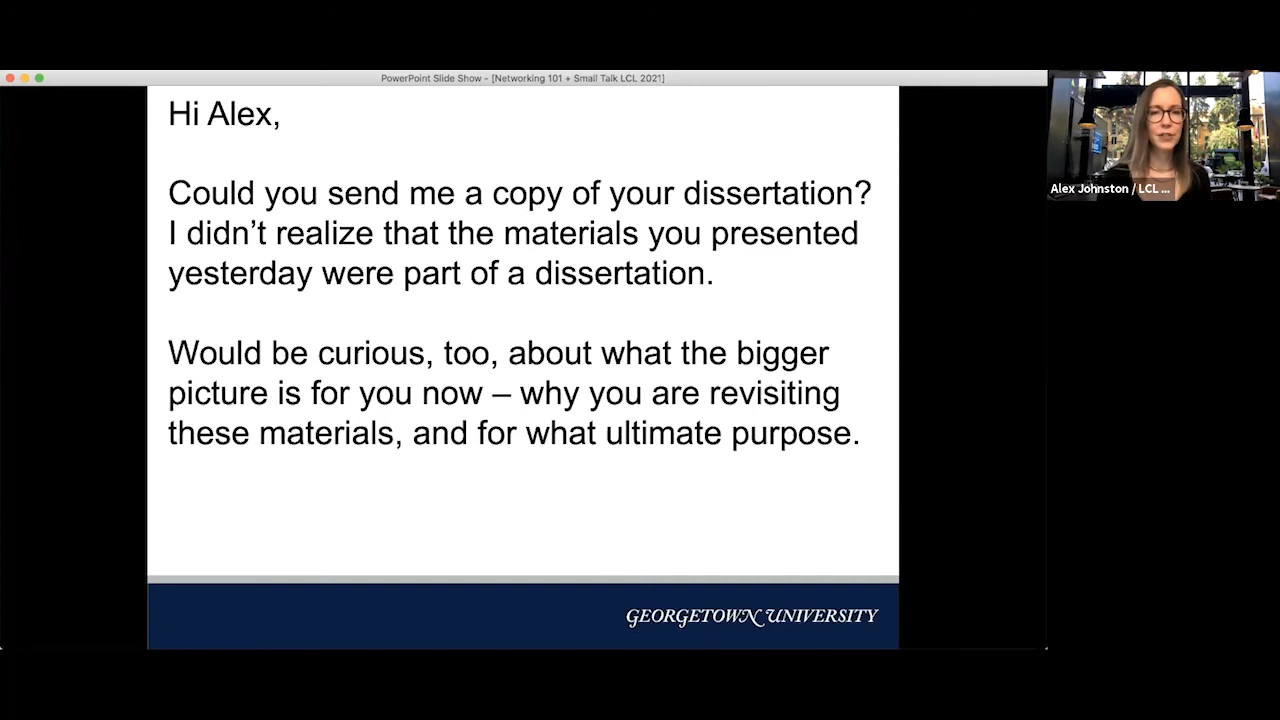 PowerPoint Slide Show - [Networking 101 + Small Talk LCL 2021]
Hi Alex,
Could you send me a copy of your dissertation?
I didn’t realize that the materials you presented
yesterday were part of a dissertation.
Would be curious, too, about what the bigger
picture is for you now – why you are revisiting
these materials, and for what ultimate purpose.
GEORGETOWN UNIVERSITY
Alex Johnston / LCL ...